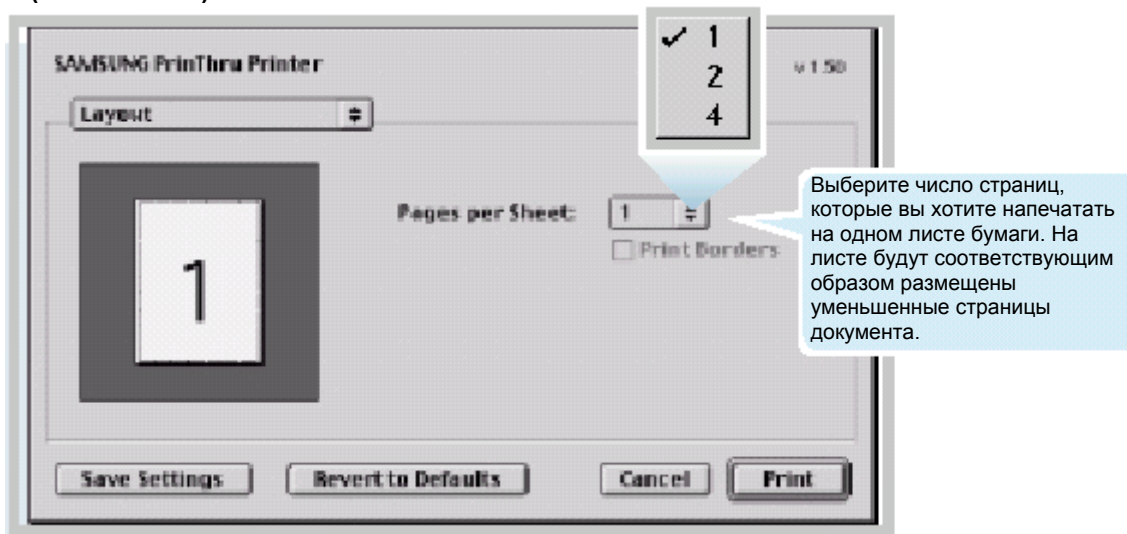 ✓ 1
2
4
SAMSUNG PrinThru Printer
v 1.50
Layout
1
Pages per Sheet: 1
Print Borders
Выберите число страниц,
которые вы хотите напечатать
на одном листе бумаги. На
листе будут соответствующим
образом размещены
уменьшенные страницы
документа.
Save Settings
Revert to Defaults
Cancel
Print